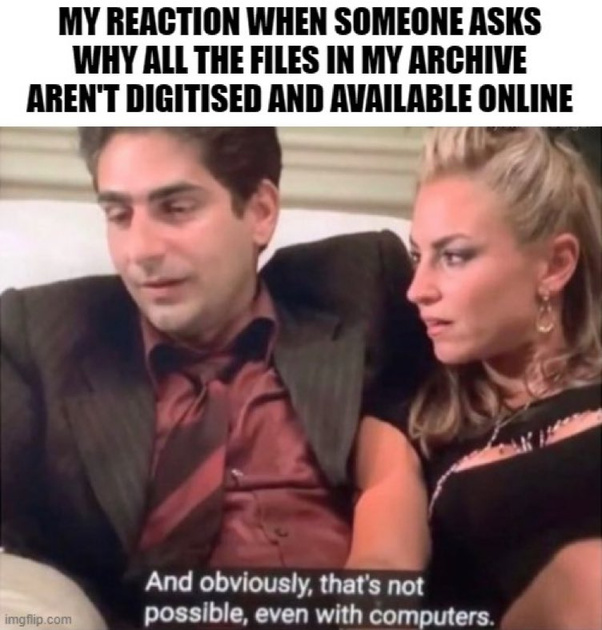 MY REACTION WHEN SOMEONE ASKS
WHY ALL THE FILES IN MY ARCHIVE
AREN'T DIGITISED AND AVAILABLE ONLINE
And obviously, that's not
possible, even with computers.
imgflip.com